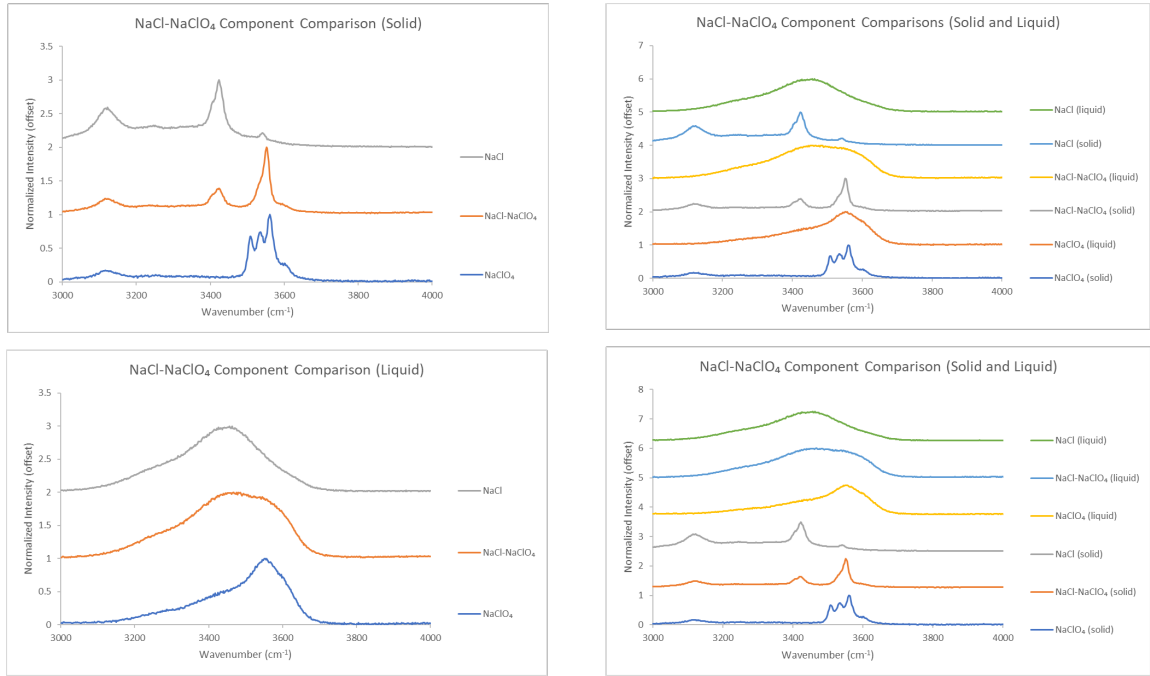 NaCl-NaClO₄ Component Comparison (Solid)
Normalized Intensity (offset)
3.5
3
2.5
2
1.5
1
0.5
0
3000 3200 3400 3600 3800 4000
Wavenumber (cm⁻¹)
NaCl
NaCl-NaClO₄
NaClO₄
NaCl-NaClO₄ Component Comparisons (Solid and Liquid)
Normalized Intensity (offset)
7
6
5
4
3
2
1
0
3000 3200 3400 3600 3800 4000
Wavenumber (cm⁻¹)
NaCl (liquid)
NaCl (solid)
NaCl-NaClO₄ (liquid)
NaCl-NaClO₄ (solid)
NaClO₄ (liquid)
NaClO₄ (solid)
NaCl-NaClO₄ Component Comparison (Liquid)
Normalized Intensity (offset)
3.5
3
2.5
2
1.5
1
0.5
0
3000 3200 3400 3600 3800 4000
Wavenumber (cm⁻¹)
NaCl
NaCl-NaClO₄
NaClO₄
NaCl-NaClO₄ Component Comparison (Solid and Liquid)
Normalized Intensity (offset)
8
7
6
5
4
3
2
1
0
3000 3200 3400 3600 3800 4000
Wavenumber (cm⁻¹)
NaCl (liquid)
NaCl-NaClO₄ (liquid)
NaClO₄ (liquid)
NaCl (solid)
NaCl-NaClO₄ (solid)
NaClO₄ (solid)